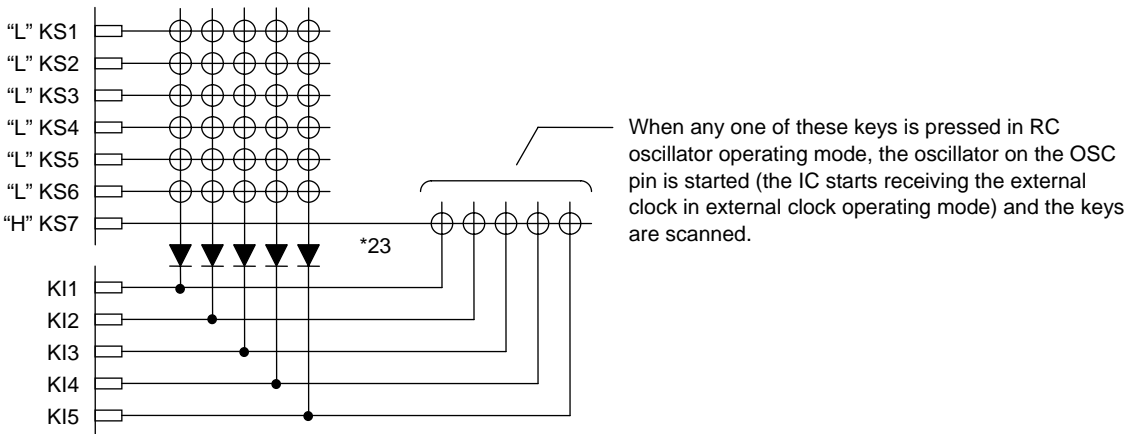 “L” KS1
“L” KS2
“L” KS3
“L” KS4
“L” KS5
“L” KS6
“H” KS7
*23
KI1
KI2
KI3
KI4
KI5
When any one of these keys is pressed in RC
oscillator operating mode, the oscillator on the OSC
pin is started (the IC starts receiving the external
clock in external clock operating mode) and the keys
are scanned.